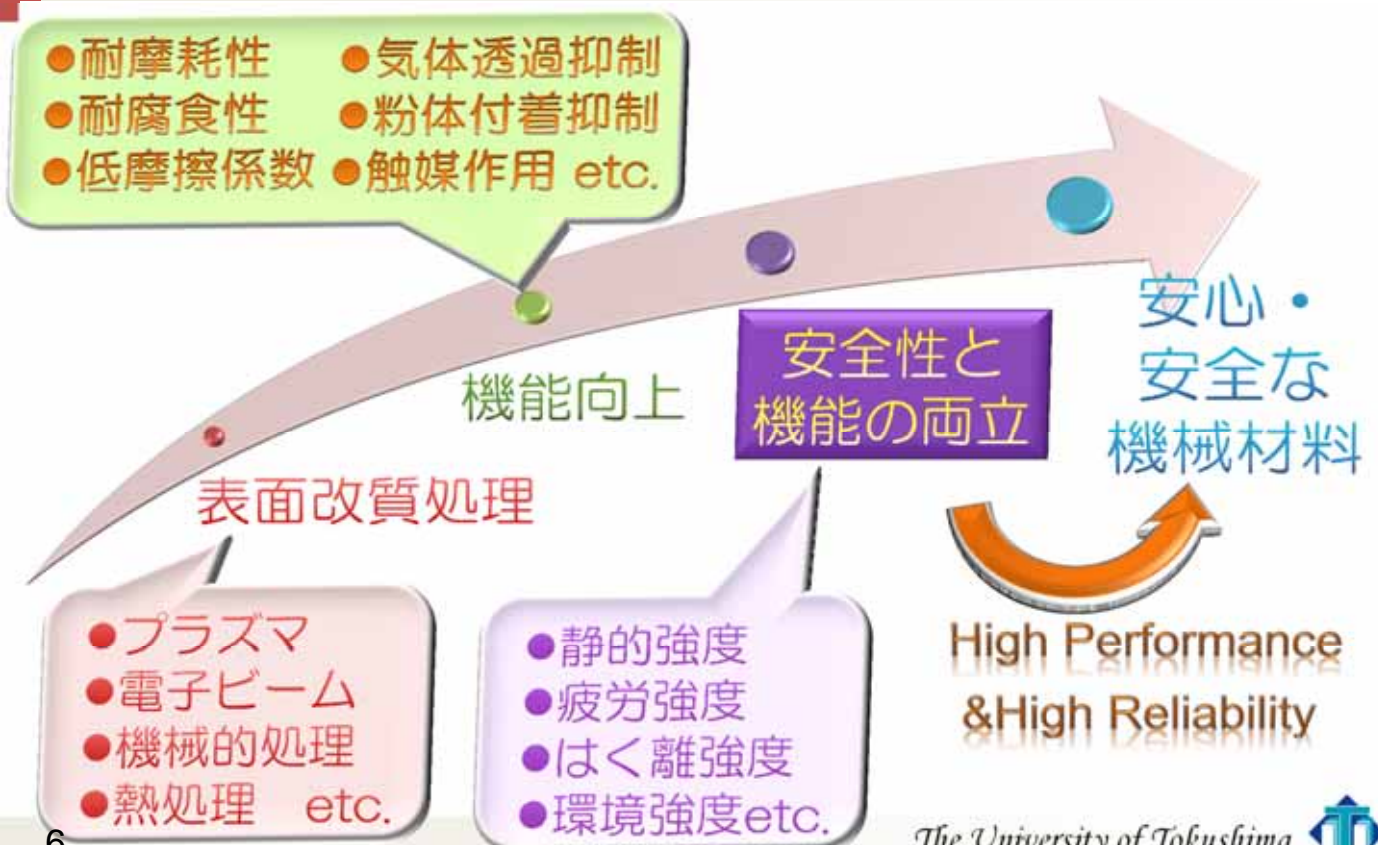 ●耐摩耗性 ●気体透過抑制
●耐腐食性 ●粉体付着抑制
●低摩擦係数 ●触媒作用 etc.
機能向上
安全性と
機能の両立
安心・
安全な
機械材料
表面改質処理
●プラズマ
●電子ビーム
●機械的処理
●熱処理 etc.
●静的強度
●疲労強度
●はく離強度
●環境強度etc.
High Performance
&High Reliability
6
The University of Tokushima